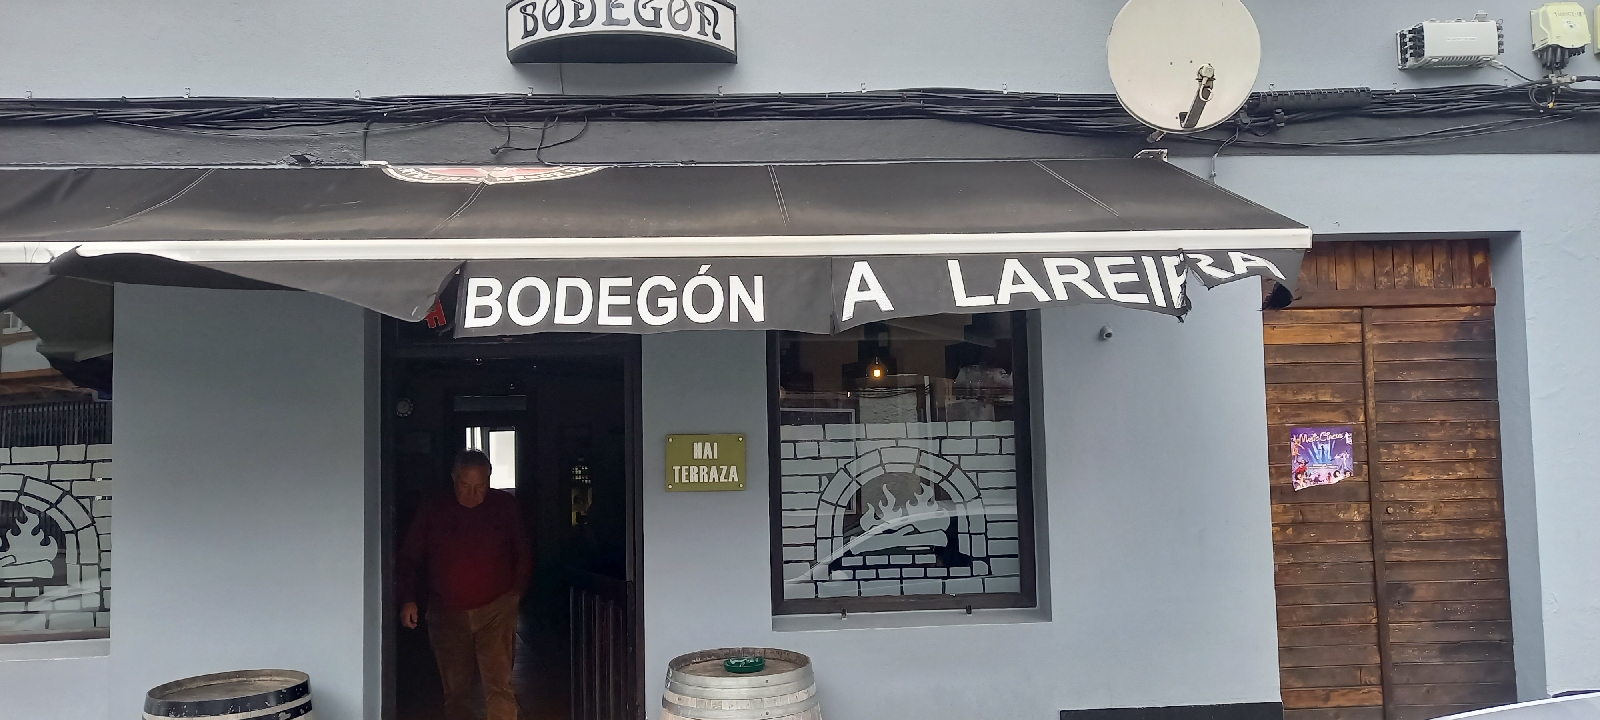 BODEGÓN
BODEGÓN A LAREIRA
HAI
TERRAZA